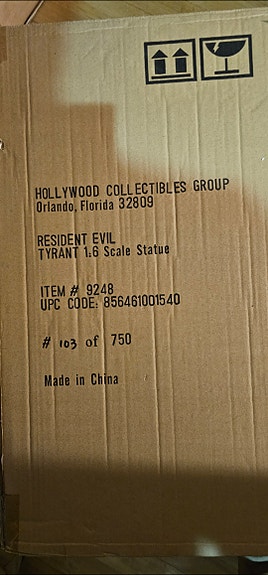 HOLLYWOOD COLLECTIBLES GROUP
Orlando, Florida 32809
RESIDENT EVIL
TYRANT 1:6 Scale Statue
ITEM # 9248
UPC CODE: 856461001540
# 103 of 750
Made in China